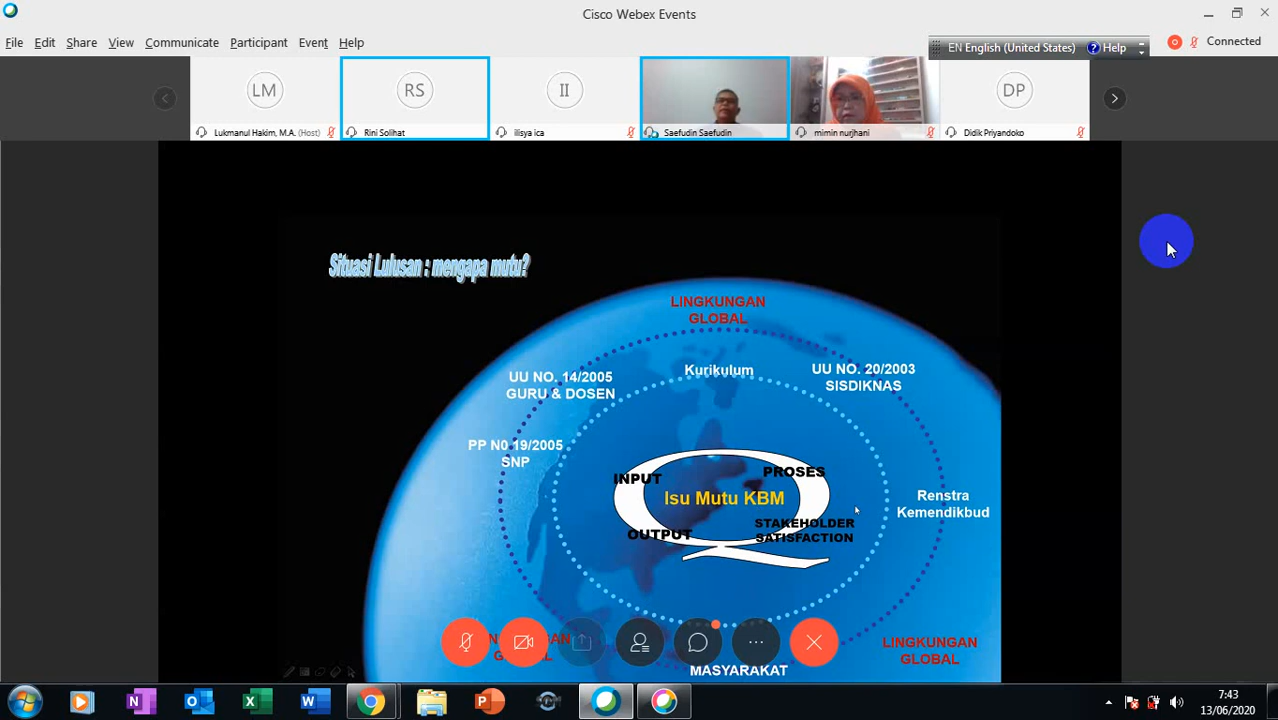 Cisco Webex Events
File Edit Share View Communicate Participant Event Help
EN English (United States) ? Help
Connected
LM RS II DP
Lukmanul Hakim, M.A. (Host) Rini Solihat ilisya ica Saefudin Saefudin mimin nurjhani Didik Priyandoko
Situasi Lulusan : mengapa mutu?
LINGKUNGAN
GLOBAL
Kurikulum
UU NO. 20/2003
SISDIKNAS
UU NO. 14/2005
GURU & DOSEN
PP N0 19/2005
SNP
INPUT
PROSES
Isu Mutu KBM
OUTPUT
STAKEHOLDER
SATISFACTION
Renstra
Kemendikbud
LINGKUNGAN
GLOBAL
MASYARAKAT
7:43
13/06/2020